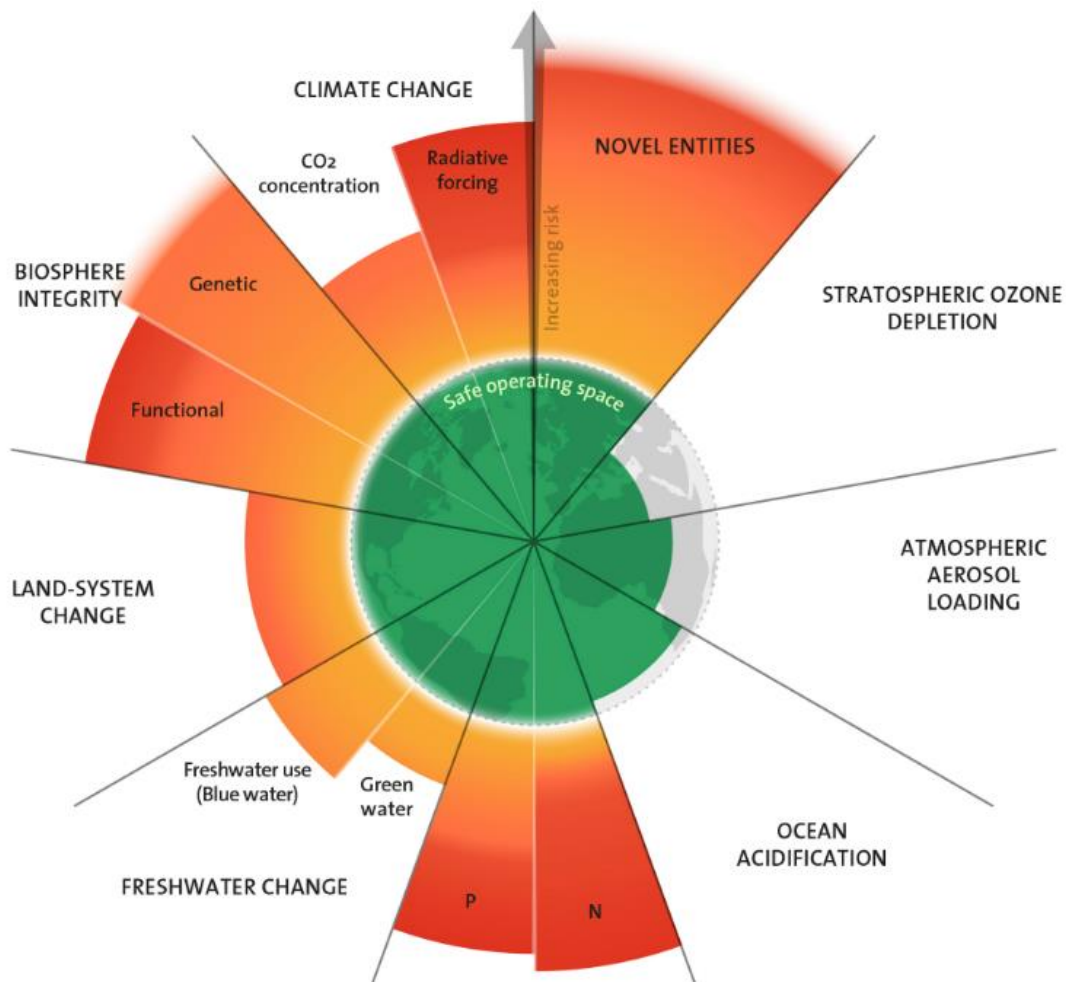 CLIMATE CHANGE
CO2
concentration
Radiative
forcing
NOVEL ENTITIES
Increasing risk
BIOSPHERE
INTEGRITY
Genetic
Functional
STRATOSPHERIC OZONE
DEPLETION
Safe operating space
ATMOSPHERIC
AEROSOL
LOADING
LAND-SYSTEM
CHANGE
Freshwater use
(Blue water)
Green
water
FRESHWATER CHANGE
P
N
OCEAN
ACIDIFICATION